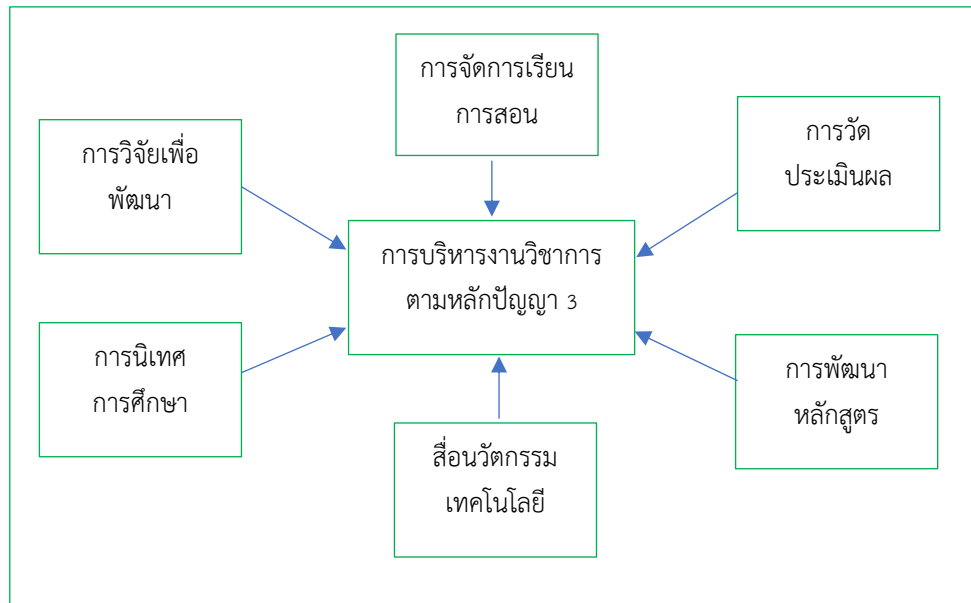 การจัดการเรียน
การสอน
การวิจัยเพื่อ
พัฒนา
การวัด
ประเมินผล
การบริหารงานวิชาการ
ตามหลักปัญญา 3
การนิเทศ
การศึกษา
การพัฒนา
หลักสูตร
สื่อนวัตกรรม
เทคโนโลยี